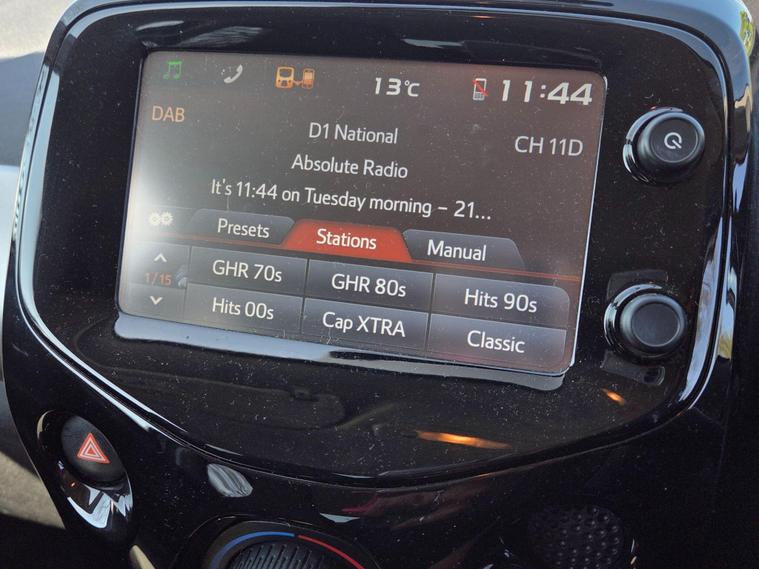 13°C 11:44
DAB
D1 National CH 11D
Absolute Radio
It's 11:44 on Tuesday morning – 21...
Presets Stations Manual
GHR 70s GHR 80s Hits 90s
1/15
Hits 00s Cap XTRA Classic